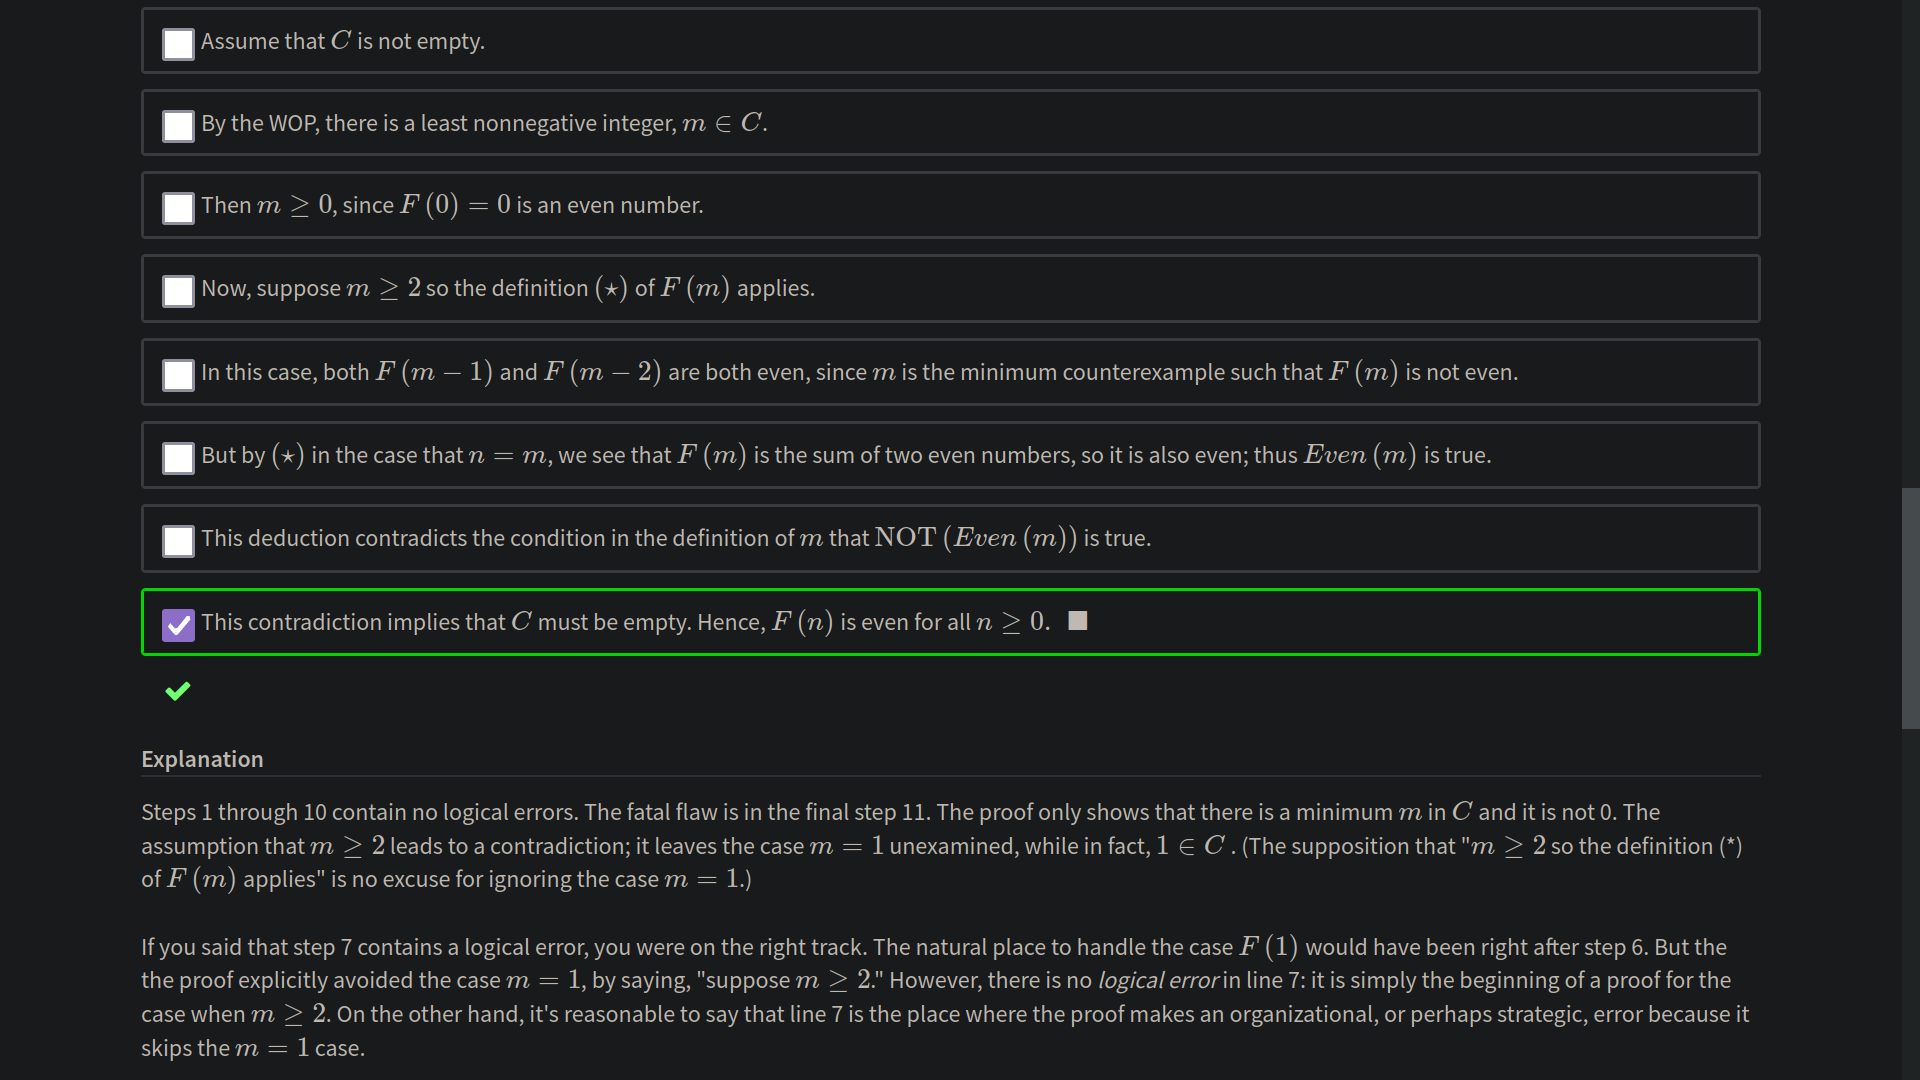 Assume that C is not empty.
By the WOP, there is a least nonnegative integer, m ∈ C.
Then m ≥ 0, since F (0) = 0 is an even number.
Now, suppose m ≥ 2 so the definition (⋆) of F (m) applies.
In this case, both F (m − 1) and F (m − 2) are both even, since m is the minimum counterexample such that F (m) is not even.
But by (⋆) in the case that n = m, we see that F (m) is the sum of two even numbers, so it is also even; thus Even (m) is true.
This deduction contradicts the condition in the definition of m that NOT (Even (m)) is true.
This contradiction implies that C must be empty. Hence, F (n) is even for all n ≥ 0. ■
Explanation
Steps 1 through 10 contain no logical errors. The fatal flaw is in the final step 11. The proof only shows that there is a minimum m in C and it is not 0. The
assumption that m ≥ 2 leads to a contradiction; it leaves the case m = 1 unexamined, while in fact, 1 ∈ C . (The supposition that "m ≥ 2 so the definition (*)
of F (m) applies" is no excuse for ignoring the case m = 1.)
If you said that step 7 contains a logical error, you were on the right track. The natural place to handle the case F (1) would have been right after step 6. But the
the proof explicitly avoided the case m = 1, by saying, "suppose m ≥ 2." However, there is no logical error in line 7: it is simply the beginning of a proof for the
case when m ≥ 2. On the other hand, it's reasonable to say that line 7 is the place where the proof makes an organizational, or perhaps strategic, error because it
skips the m = 1 case.